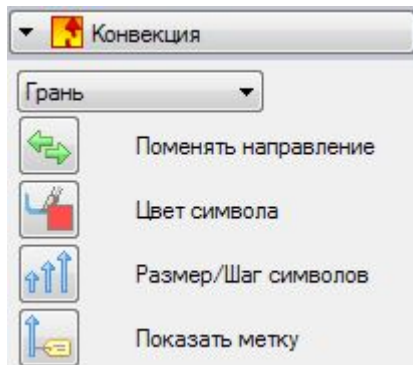 Конвекция
Грань
Поменять направление
Цвет символа
Размер/Шаг символов
Показать метку